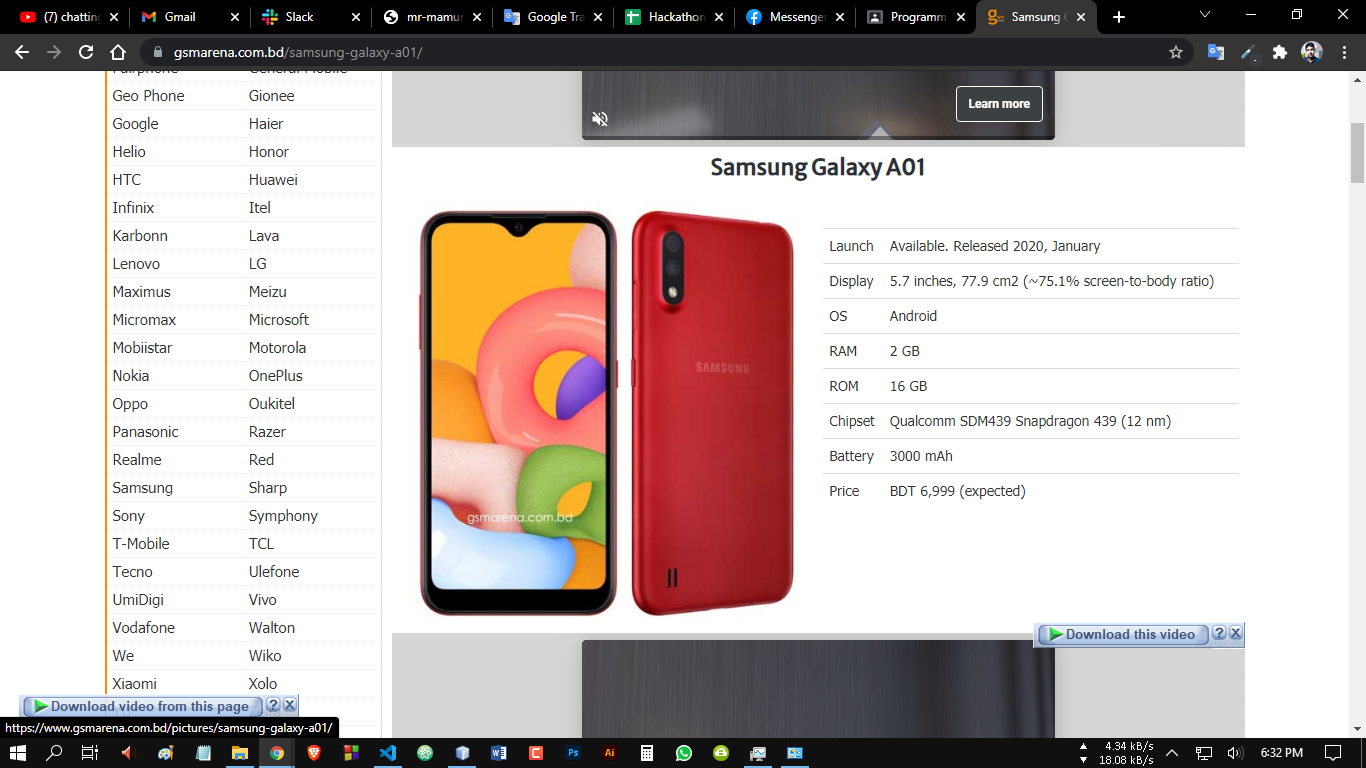 (7) chattin
Gmail
Slack
mr-mamun
Google Tra
Hackathon
Messenger
Programm
Samsung G
gsmarena.com.bd/samsung-galaxy-a01/
Geo Phone Gionee
Google Haier
Helio Honor
HTC Huawei
Infinix Itel
Karbonn Lava
Lenovo LG
Maximus Meizu
Micromax Microsoft
Mobiistar Motorola
Nokia OnePlus
Oppo Oukitel
Panasonic Razer
Realme Red
Samsung Sharp
Sony Symphony
T-Mobile TCL
Tecno Ulefone
UmiDigi Vivo
Vodafone Walton
We Wiko
Xiaomi Xolo
Download video from this page ? X
https://www.gsmarena.com.bd/pictures/samsung-galaxy-a01/
Learn more
Samsung Galaxy A01
SAMSUNG
gsmarena.com.bd
Launch Available. Released 2020, January
Display 5.7 inches, 77.9 cm2 (~75.1% screen-to-body ratio)
OS Android
RAM 2 GB
ROM 16 GB
Chipset Qualcomm SDM439 Snapdragon 439 (12 nm)
Battery 3000 mAh
Price BDT 6,999 (expected)
Download this video ? X
Ps
Ai
4.34 kB/s
18.08 kB/s
6:32 PM